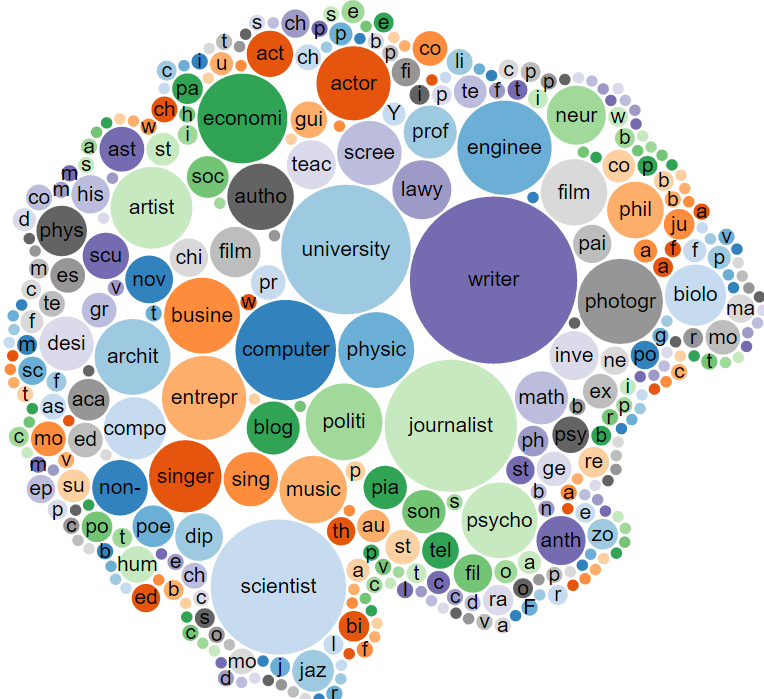 s
ch
p
s
e
e
t
act
ch
p
b
p
co
c
i
u
actor
fi
li
c
p
p
pa
i
p
te
f
t
i
ch
h
economi
gui
Y
prof
enginee
neur
w
w
i
b
a
ast
st
teac
scree
co
p
s
m
soc
autho
lawy
film
b
co
m
his
artist
phil
b
a
d
phys
university
pai
ju
scu
chi
film
writer
a
f
f
v
m
es
nov
pr
a
p
c
te
v
w
photogr
biolo
ma
f
gr
t
busine
computer
physic
g
r
mo
m
desi
archit
inve
ne
po
t
sc
f
c
t
as
aca
entrepr
math
ex
i
b
p
r
c
mo
ed
compo
blog
politi
journalist
ph
psy
b
m
v
singer
sing
music
p
pia
st
ge
re
ep
su
non-
son
s
b
a
p
n
e
c
po
t
poe
dip
th
au
psycho
anth
zo
b
hum
e
ch
p
st
tel
scientist
a
v
t
fil
o
a
p
ed
b
c
c
l
c
c
d
ra
o
F
r
s
c
o
bi
v
a
mo
l
f
d
j
jaz
r